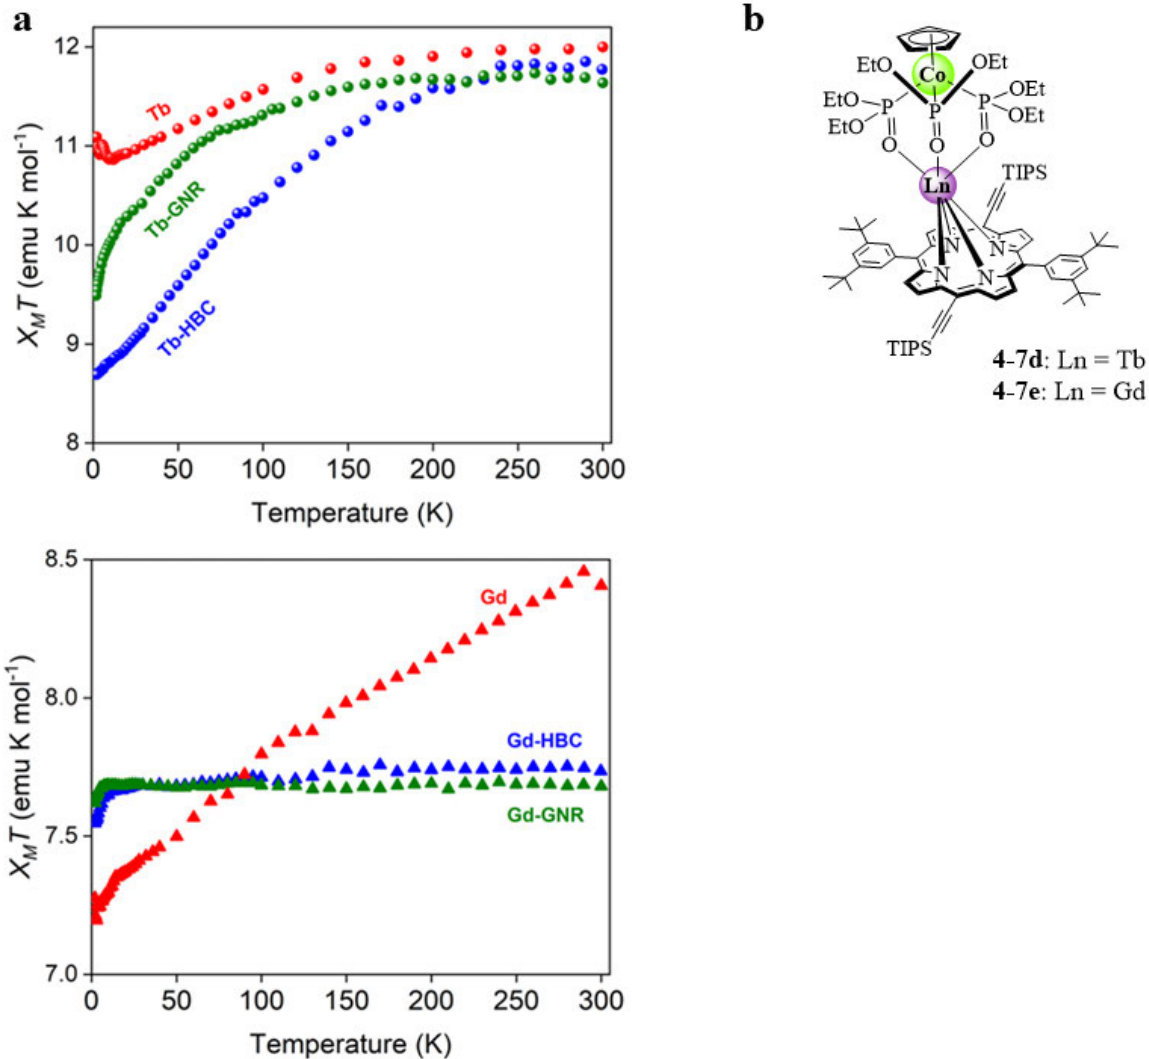 a
12
11
10
9
8
X_M T (emu K mol⁻¹)
Tb
Tb-GNR
Tb-HBC
0 50 100 150 200 250 300
Temperature (K)
8.5
8.0
7.5
7.0
X_M T (emu K mol⁻¹)
Gd
Gd-HBC
Gd-GNR
0 50 100 150 200 250 300
Temperature (K)
b
Co
EtO OEt
EtO P P P OEt
EtO OEt
O O O
Ln
TIPS
N N
N N
TIPS
4-7d: Ln = Tb
4-7e: Ln = Gd